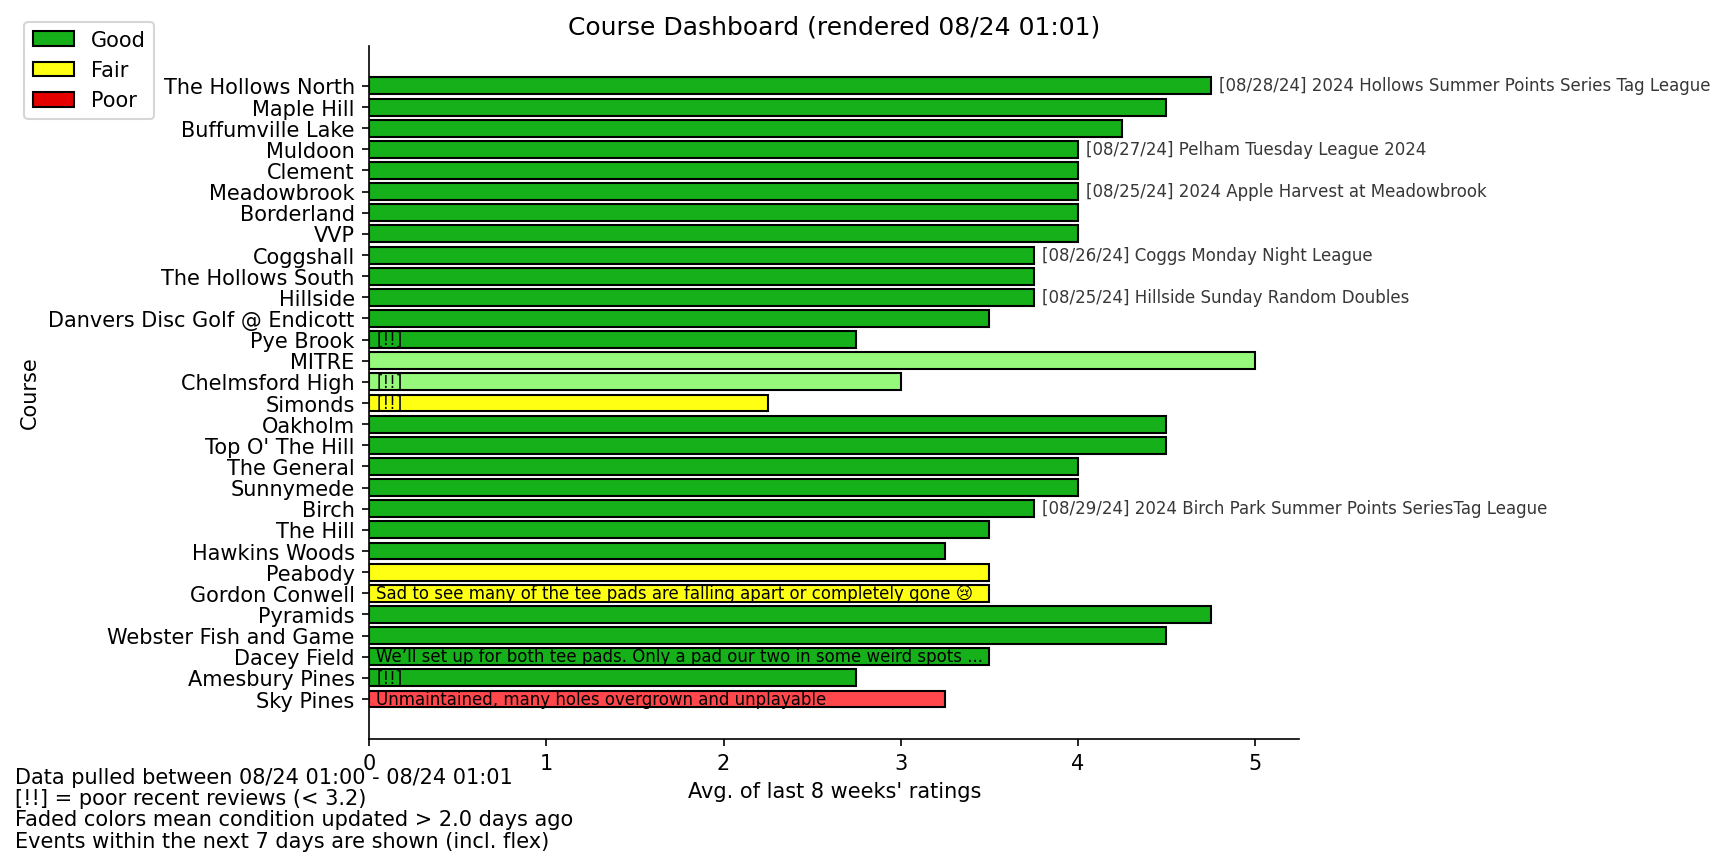 Course Dashboard (rendered 08/24 01:01)
Good
Fair
Poor
Course
The Hollows North [08/28/24] 2024 Hollows Summer Points Series Tag League
Maple Hill
Buffumville Lake
Muldoon [08/27/24] Pelham Tuesday League 2024
Clement
Meadowbrook [08/25/24] 2024 Apple Harvest at Meadowbrook
Borderland
VVP
Coggshall [08/26/24] Coggs Monday Night League
The Hollows South
Hillside [08/25/24] Hillside Sunday Random Doubles
Danvers Disc Golf @ Endicott
Pye Brook [!!]
MITRE
Chelmsford High [!!]
Simonds [!!]
Oakholm
Top O' The Hill
The General
Sunnymede
Birch [08/29/24] 2024 Birch Park Summer Points SeriesTag League
The Hill
Hawkins Woods
Peabody
Gordon Conwell Sad to see many of the tee pads are falling apart or completely gone 😢
Pyramids
Webster Fish and Game
Dacey Field We'll set up for both tee pads. Only a pad our two in some weird spots ...
Amesbury Pines [!!]
Sky Pines Unmaintained, many holes overgrown and unplayable
0 1 2 3 4 5
Avg. of last 8 weeks' ratings
Data pulled between 08/24 01:00 - 08/24 01:01
[!!] = poor recent reviews (< 3.2)
Faded colors mean condition updated > 2.0 days ago
Events within the next 7 days are shown (incl. flex)